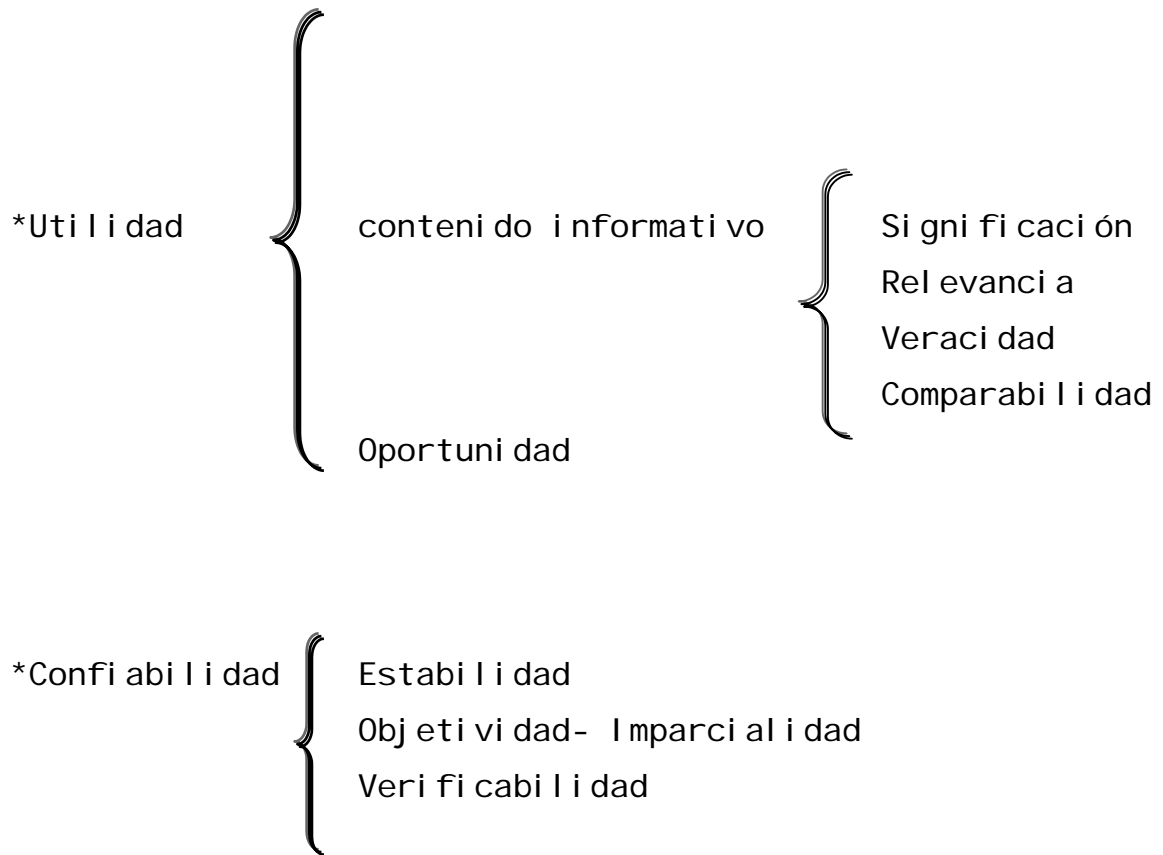 *Utilidad contenido informativo Significación
Relevancia
Veracidad
Comparabilidad
Oportunidad
*Confiabilidad Estabilidad
Objetividad- Imparcialidad
Verificabilidad